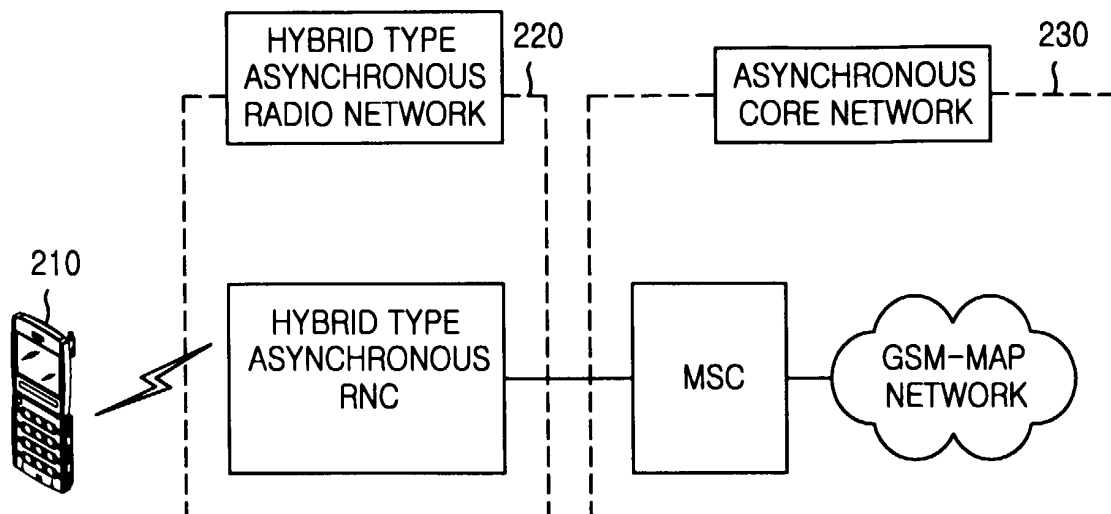 HYBRID TYPE
ASYNCHRONOUS
RADIO NETWORK
220
ASYNCHRONOUS
CORE NETWORK
230
210
HYBRID TYPE
ASYNCHRONOUS
RNC
MSC
GSM-MAP
NETWORK